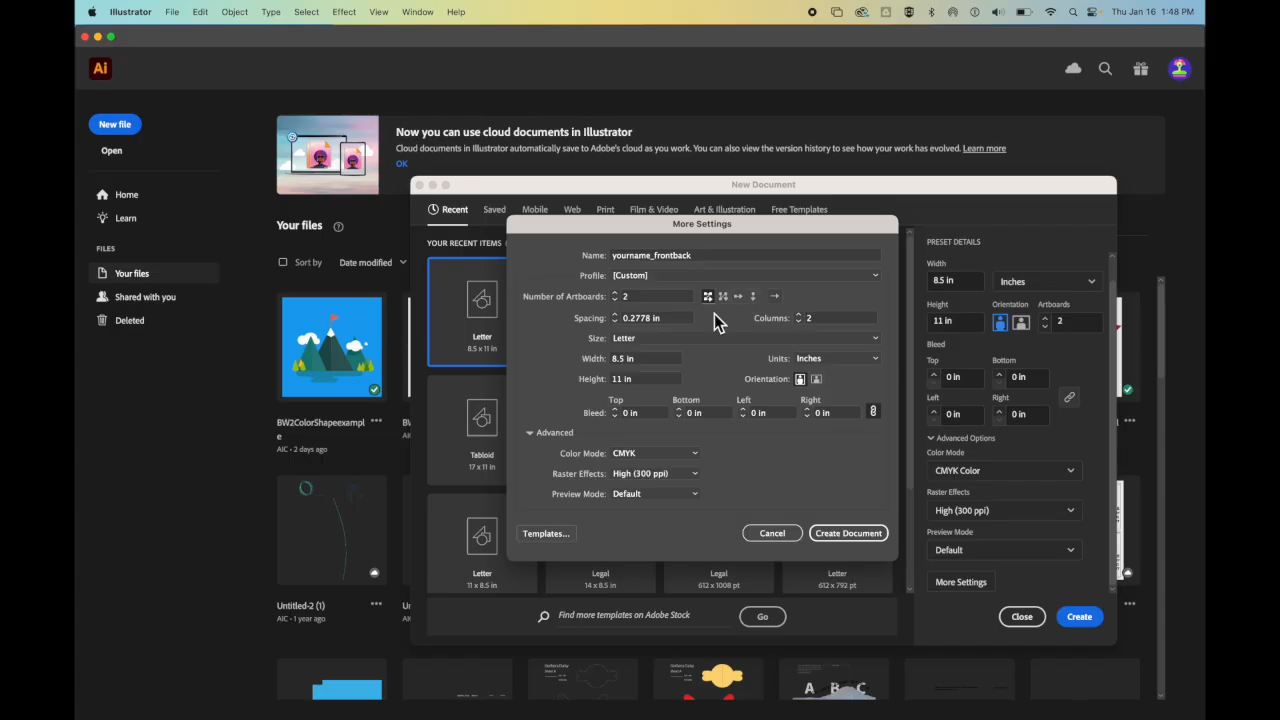 Illustrator File Edit Object Type Select Effect View Window Help Thu Jan 16 1:48 PM
Ai
New file
Open
Home
Learn
FILES
Your files
Shared with you
Deleted
Now you can use cloud documents in Illustrator
Cloud documents in Illustrator automatically save to Adobe's cloud as you work. You can also view the version history to see how your work has evolved. Learn more
OK
Your files
Sort by Date modified
BW2ColorShapeexampl
e
AIC • 2 days ago
Untitled-2 (1)
AIC • 1 year ago
New Document
Recent Saved Mobile Web Print Film & Video Art & Illustration Free Templates
YOUR RECENT ITEMS
Letter
8.5 x 11 in
Tabloid
17 x 11 in
Letter
11 x 8.5 in
Legal
14 x 8.5 in
Legal
612 x 1008 pt
Letter
612 x 792 pt
Find more templates on Adobe Stock Go
More Settings
Name: yourname_frontback
Profile: [Custom]
Number of Artboards: 2
Spacing: 0.2778 in Columns: 2
Size: Letter
Width: 8.5 in Units: Inches
Height: 11 in Orientation:
Top Bottom Left Right
Bleed: 0 in 0 in 0 in 0 in
Advanced
Color Mode: CMYK
Raster Effects: High (300 ppi)
Preview Mode: Default
Templates... Cancel Create Document
PRESET DETAILS
Width
8.5 in Inches
Height Orientation Artboards
11 in 2
Bleed
Top Bottom
0 in 0 in
Left Right
0 in 0 in
Advanced Options
Color Mode
CMYK Color
Raster Effects
High (300 ppi)
Preview Mode
Default
More Settings
Close Create
A B C